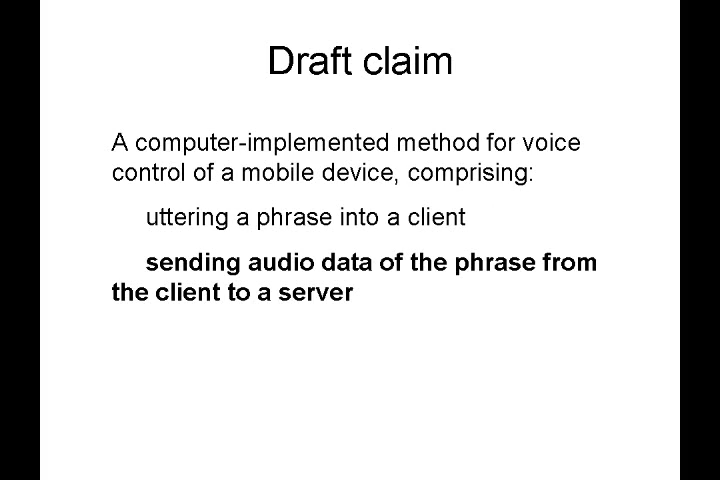 Draft claim
A computer-implemented method for voice
control of a mobile device, comprising:
uttering a phrase into a client
sending audio data of the phrase from
the client to a server